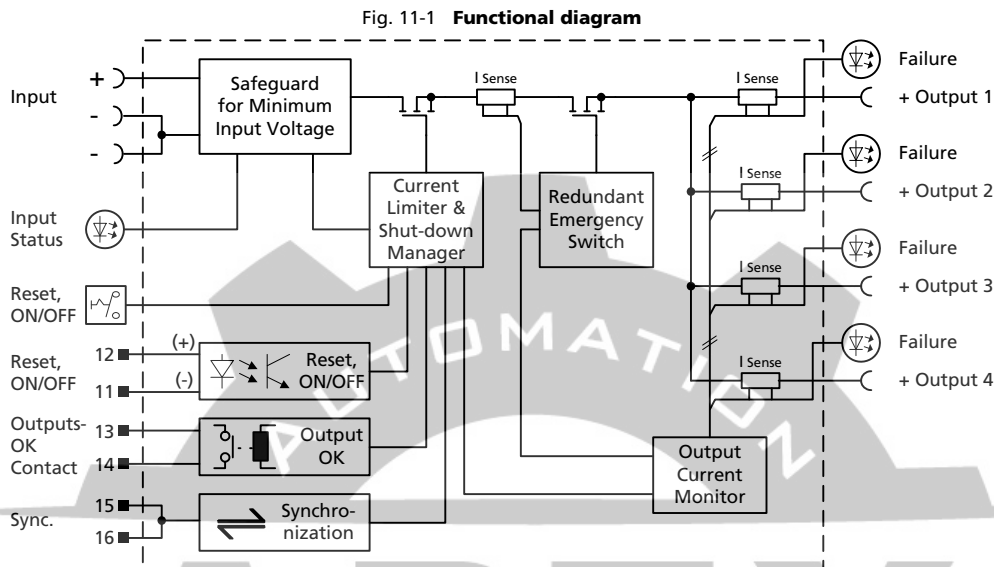 Fig. 11-1 Functional diagram
Input
+
-
-
Safeguard
for Minimum
Input Voltage
I Sense
I Sense
Failure
+ Output 1
Failure
I Sense
+ Output 2
Input
Status
Current
Limiter &
Shut-down
Manager
Redundant
Emergency
Switch
Failure
I Sense
+ Output 3
Reset,
ON/OFF
Failure
I Sense
+ Output 4
Reset,
ON/OFF
12
(+)
11
(-)
Reset,
ON/OFF
Outputs-
OK
Contact
13
14
Output
OK
Output
Current
Monitor
Sync.
15
16
Synchro-
nization
AUTOMATION